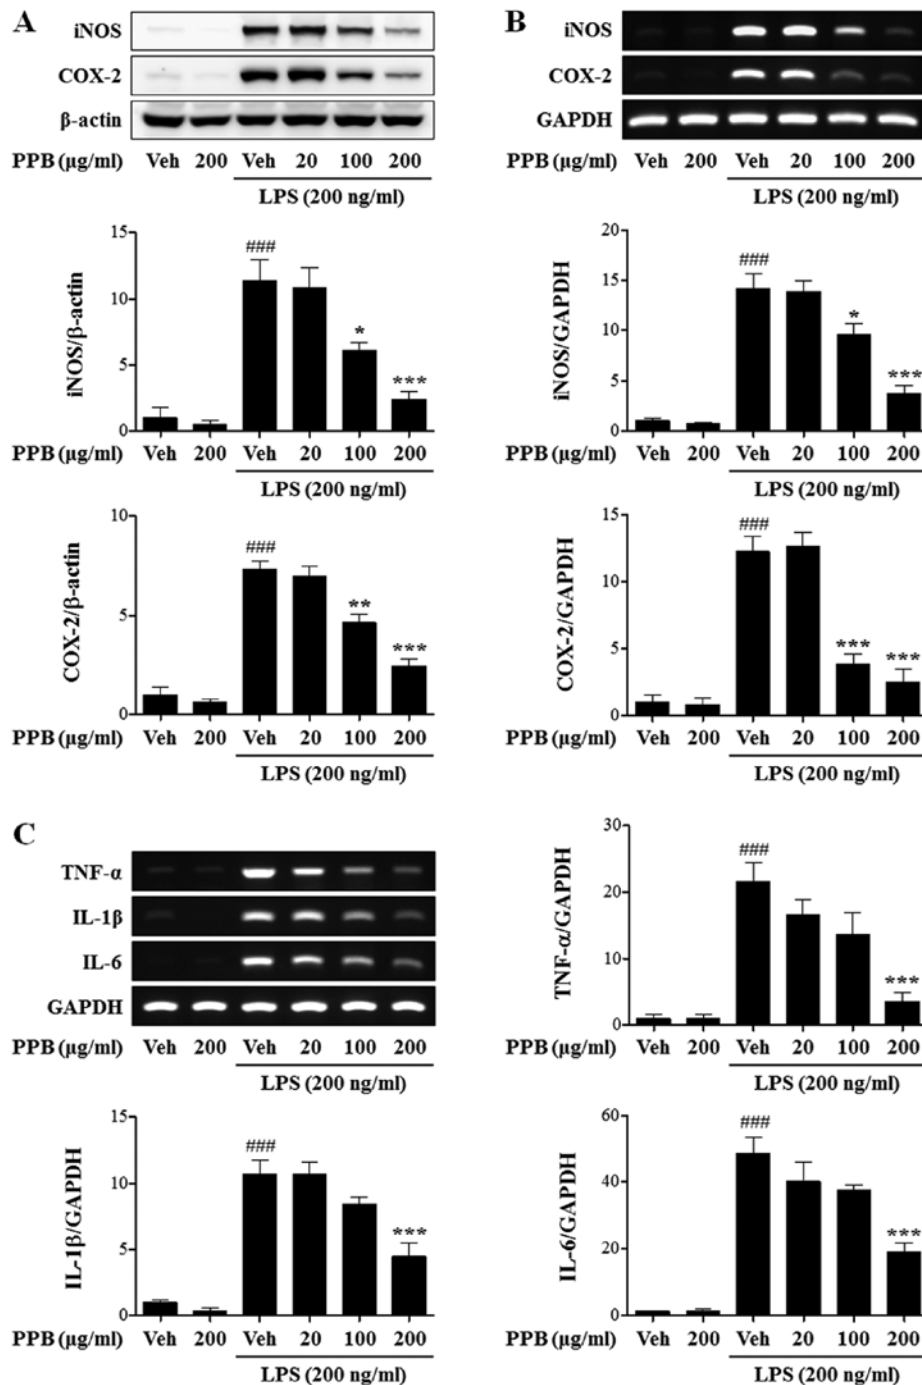 A
iNOS
COX-2
β-actin
PPB (μg/ml) Veh 200 Veh 20 100 200
LPS (200 ng/ml)
15
10
5
0
iNOS/β-actin
###
*
***
PPB (μg/ml) Veh 200 Veh 20 100 200
LPS (200 ng/ml)
10
5
0
COX-2/β-actin
###
**
***
PPB (μg/ml) Veh 200 Veh 20 100 200
LPS (200 ng/ml)
B
iNOS
COX-2
GAPDH
PPB (μg/ml) Veh 200 Veh 20 100 200
LPS (200 ng/ml)
20
15
10
5
0
iNOS/GAPDH
###
*
***
PPB (μg/ml) Veh 200 Veh 20 100 200
LPS (200 ng/ml)
15
10
5
0
COX-2/GAPDH
###
***
***
PPB (μg/ml) Veh 200 Veh 20 100 200
LPS (200 ng/ml)
C
TNF-α
IL-1β
IL-6
GAPDH
PPB (μg/ml) Veh 200 Veh 20 100 200
LPS (200 ng/ml)
30
20
10
0
TNF-α/GAPDH
###
***
PPB (μg/ml) Veh 200 Veh 20 100 200
LPS (200 ng/ml)
15
10
5
0
IL-1β/GAPDH
###
***
PPB (μg/ml) Veh 200 Veh 20 100 200
LPS (200 ng/ml)
60
40
20
0
IL-6/GAPDH
###
***
PPB (μg/ml) Veh 200 Veh 20 100 200
LPS (200 ng/ml)